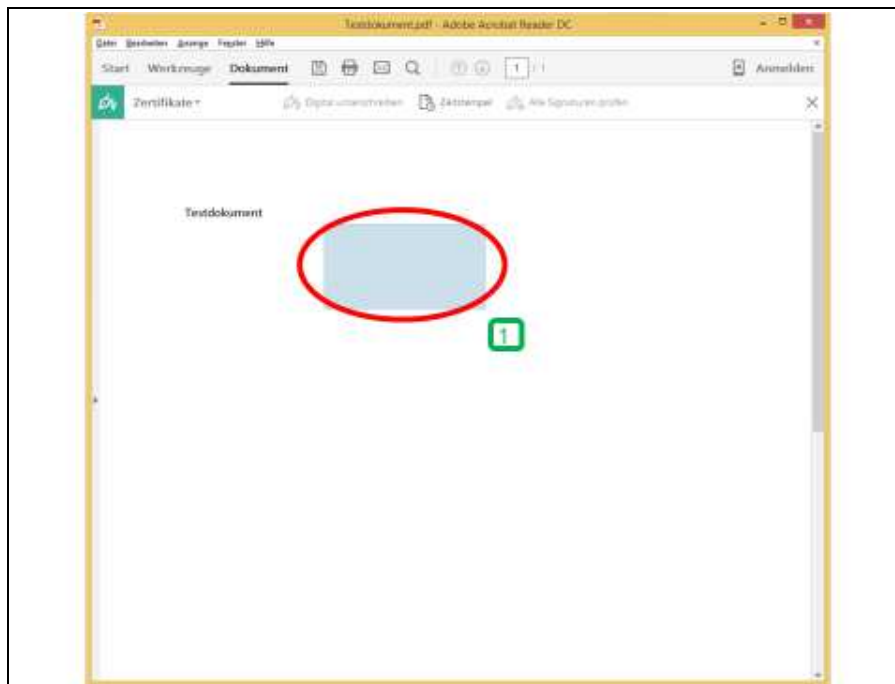 Testdokument.pdf - Adobe Acrobat Reader DC
Datei Bearbeiten Anzeige Fenster Hilfe
Start Werkzeuge Dokument 1 / 1 Anmelden
Zertifikate Digital unterschreiben Zeitstempel Alle Signaturen prüfen
Testdokument
1